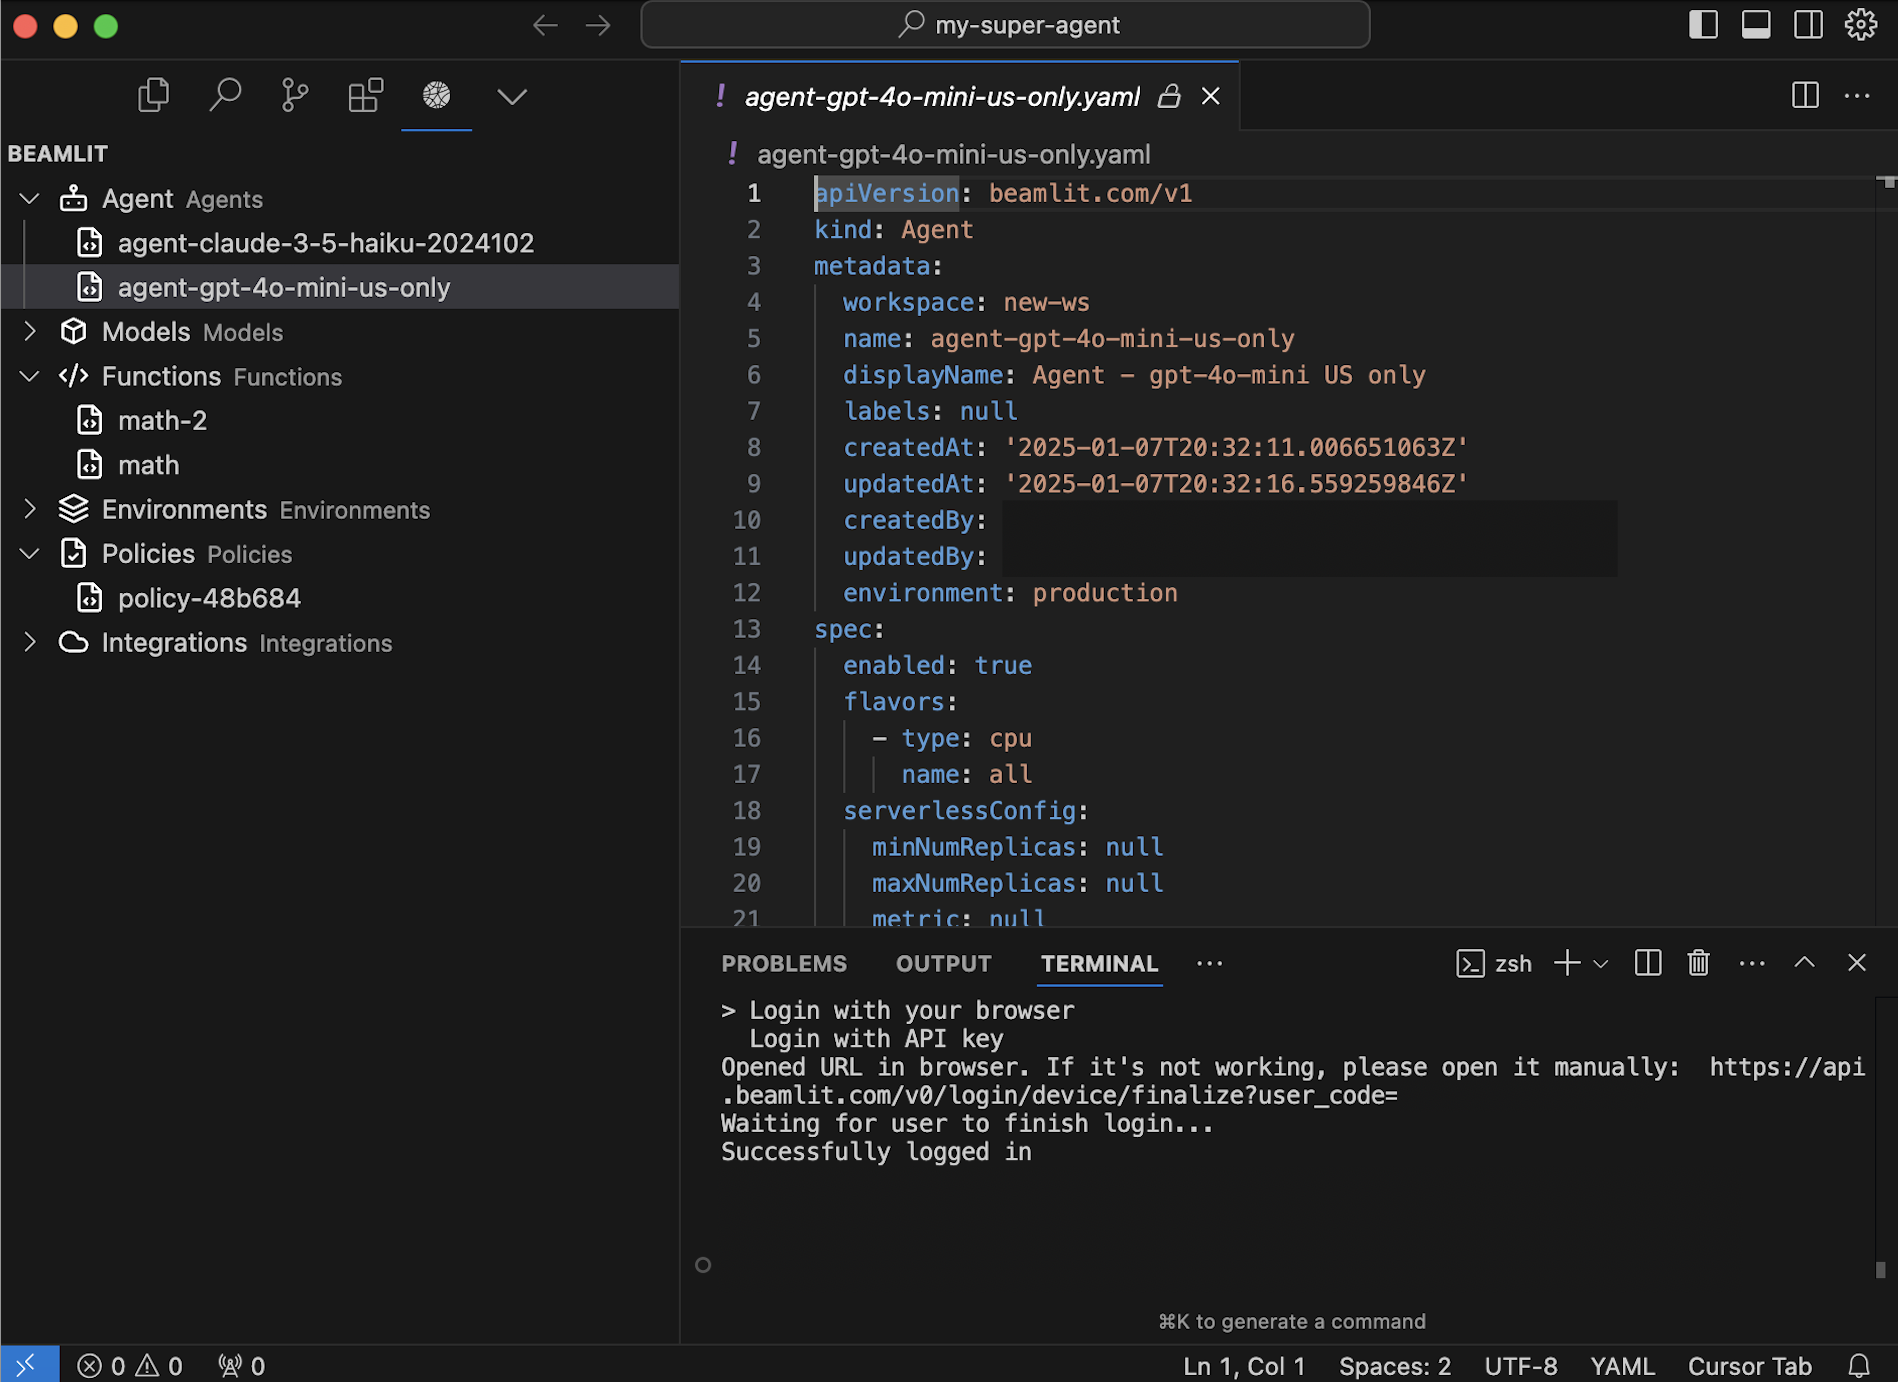 my-super-agent
BEAMLIT
Agent Agents
agent-claude-3-5-haiku-2024102
agent-gpt-4o-mini-us-only
Models Models
Functions Functions
math-2
math
Environments Environments
Policies Policies
policy-48b684
Integrations Integrations
! agent-gpt-4o-mini-us-only.yaml
! agent-gpt-4o-mini-us-only.yaml
1 apiVersion: beamlit.com/v1
2 kind: Agent
3 metadata:
4 workspace: new-ws
5 name: agent-gpt-4o-mini-us-only
6 displayName: Agent - gpt-4o-mini US only
7 labels: null
8 createdAt: '2025-01-07T20:32:11.006651063Z'
9 updatedAt: '2025-01-07T20:32:16.559259846Z'
10 createdBy:
11 updatedBy:
12 environment: production
13 spec:
14 enabled: true
15 flavors:
16 - type: cpu
17 name: all
18 serverlessConfig:
19 minNumReplicas: null
20 maxNumReplicas: null
21 metric: null
PROBLEMS OUTPUT TERMINAL ··· zsh
> Login with your browser
Login with API key
Opened URL in browser. If it's not working, please open it manually:  https://api
.beamlit.com/v0/login/device/finalize?user_code=
Waiting for user to finish login...
Successfully logged in
⌘K to generate a command
0 0 0 Ln 1, Col 1 Spaces: 2 UTF-8 YAML Cursor Tab